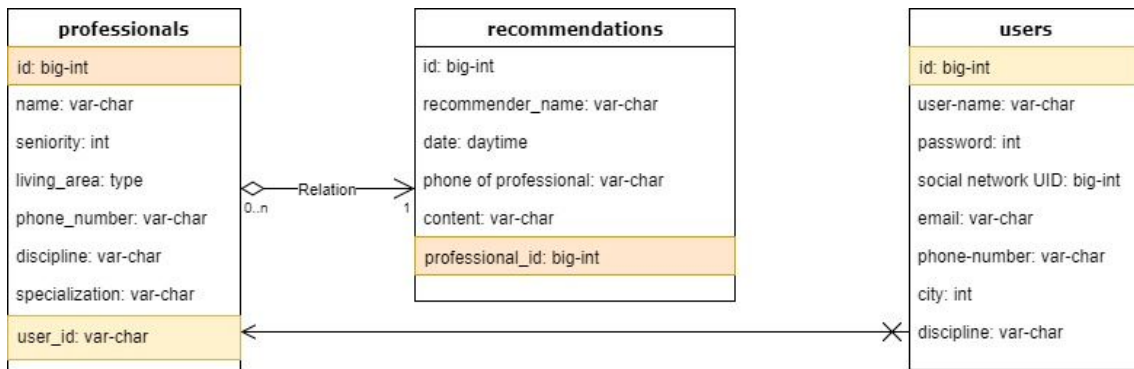 professionals
id: big-int
name: var-char
seniority: int
living_area: type
phone_number: var-char
discipline: var-char
specialization: var-char
user_id: var-char
Relation
0..n
1
recommendations
id: big-int
recommender_name: var-char
date: daytime
phone of professional: var-char
content: var-char
professional_id: big-int
users
id: big-int
user-name: var-char
password: int
social network UID: big-int
email: var-char
phone-number: var-char
city: int
discipline: var-char